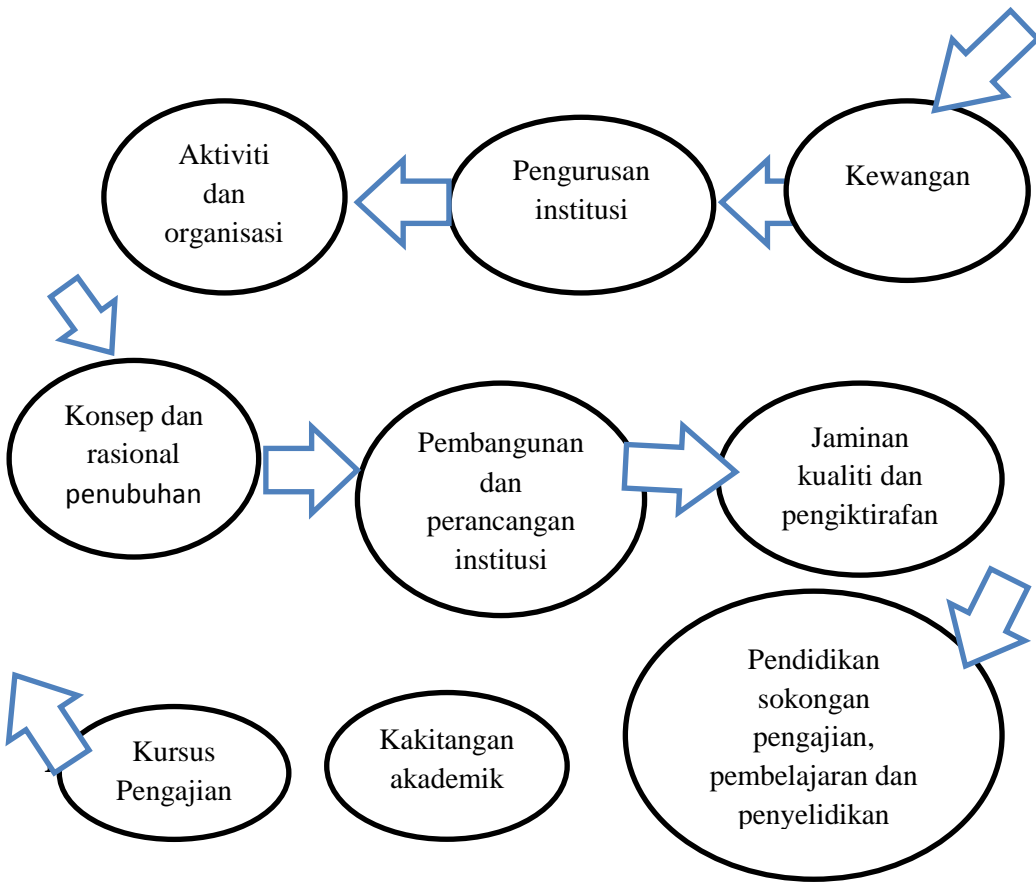 Aktiviti
dan
organisasi
Pengurusan
institusi
Kewangan
Konsep dan
rasional
penubuhan
Pembangunan
dan
perancangan
institusi
Jaminan
kualiti dan
pengiktirafan
Kursus
Pengajian
Kakitangan
akademik
Pendidikan
sokongan
pengajian,
pembelajaran dan
penyelidikan